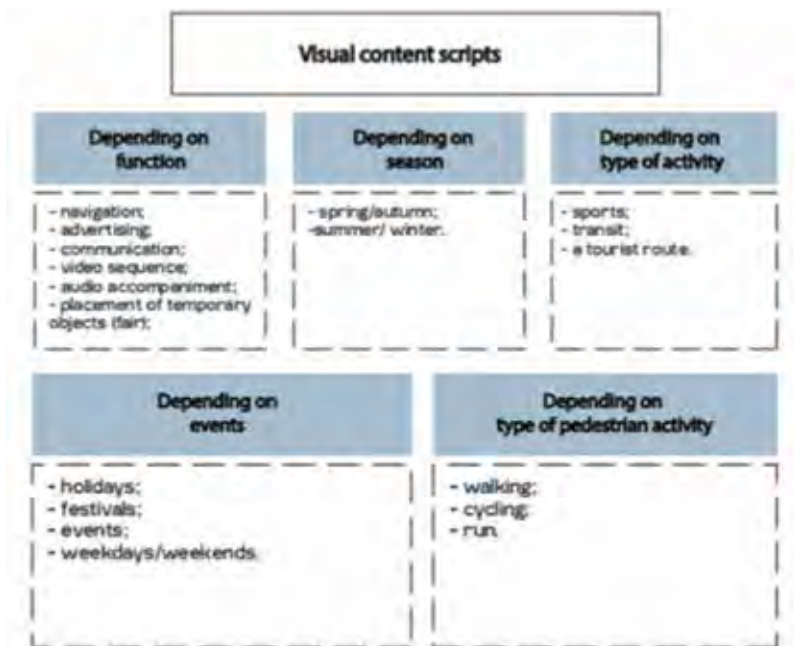 Visual content scripts
Depending on
function
- navigation;
- advertising;
- communication;
- video sequence;
- audio accompaniment;
- placement of temporary
objects (fair);
Depending on
season
- spring/autumn;
-summer/ winter.
Depending on
type of activity
- sports;
- transit;
- a tourist route.
Depending on
events
- holidays;
- festivals;
- events;
- weekdays/weekends.
Depending on
type of pedestrian activity
- walking;
- cycling;
- run.